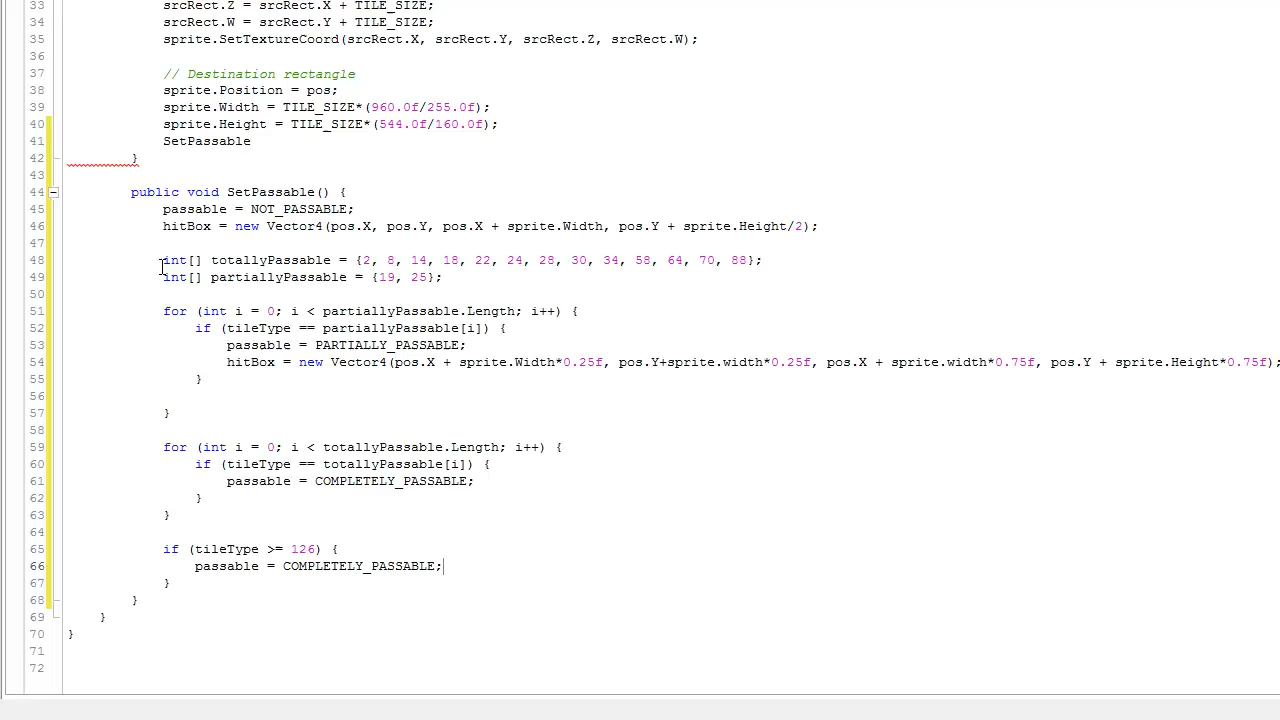 33 srcRect.Z = srcRect.X + TILE_SIZE;
34 srcRect.W = srcRect.Y + TILE_SIZE;
35 sprite.SetTextureCoord(srcRect.X, srcRect.Y, srcRect.Z, srcRect.W);
36
37 // Destination rectangle
38 sprite.Position = pos;
39 sprite.Width = TILE_SIZE*(960.0f/255.0f);
40 sprite.Height = TILE_SIZE*(544.0f/160.0f);
41 SetPassable
42 }
43
44 public void SetPassable() {
45 passable = NOT_PASSABLE;
46 hitBox = new Vector4(pos.X, pos.Y, pos.X + sprite.Width, pos.Y + sprite.Height/2);
47
48 int[] totallyPassable = {2, 8, 14, 18, 22, 24, 28, 30, 34, 58, 64, 70, 88};
49 int[] partiallyPassable = {19, 25};
50
51 for (int i = 0; i < partiallyPassable.Length; i++) {
52 if (tileType == partiallyPassable[i]) {
53 passable = PARTIALLY_PASSABLE;
54 hitBox = new Vector4(pos.X + sprite.Width*0.25f, pos.Y+sprite.width*0.25f, pos.X + sprite.width*0.75f, pos.Y + sprite.Height*0.75f);
55 }
56
57 }
58
59 for (int i = 0; i < totallyPassable.Length; i++) {
60 if (tileType == totallyPassable[i]) {
61 passable = COMPLETELY_PASSABLE;
62 }
63 }
64
65 if (tileType >= 126) {
66 passable = COMPLETELY_PASSABLE;
67 }
68 }
69 }
70 }
71
72